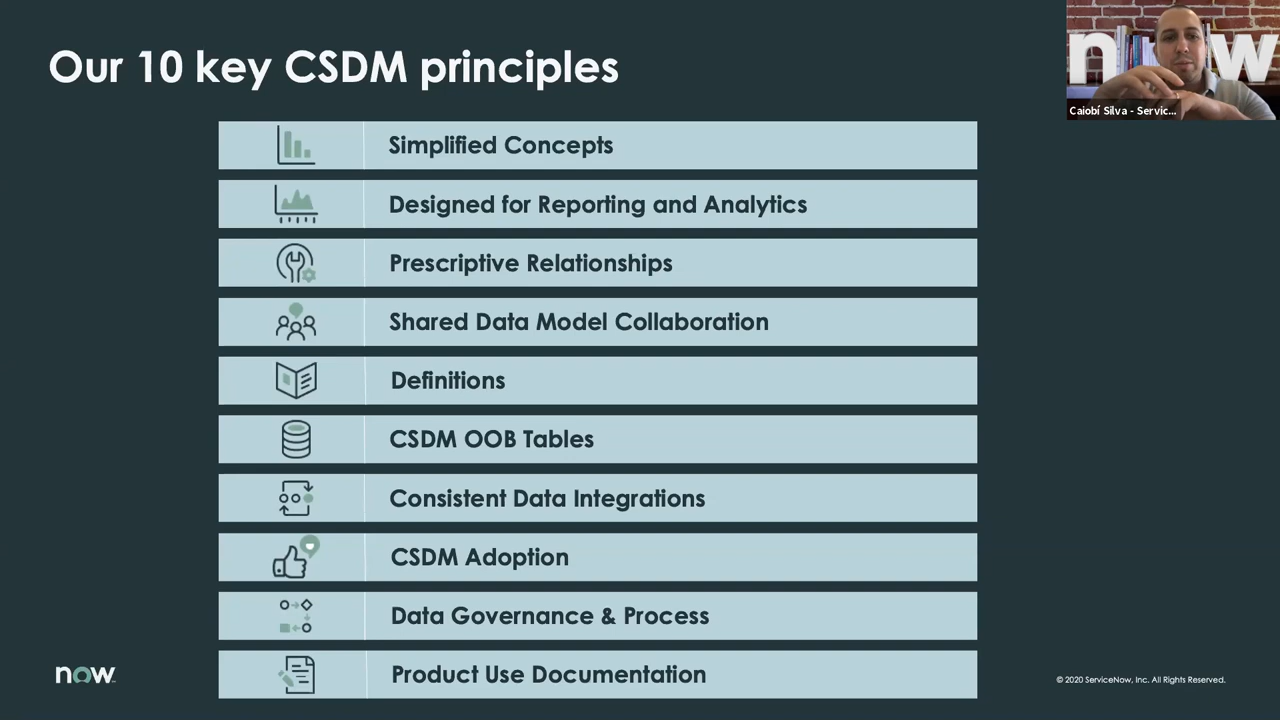 Our 10 key CSDM principles
now
Caiobí Silva - Servic...
Simplified Concepts
Designed for Reporting and Analytics
Prescriptive Relationships
Shared Data Model Collaboration
Definitions
CSDM OOB Tables
Consistent Data Integrations
CSDM Adoption
Data Governance & Process
Product Use Documentation
now
© 2020 ServiceNow, Inc. All Rights Reserved.